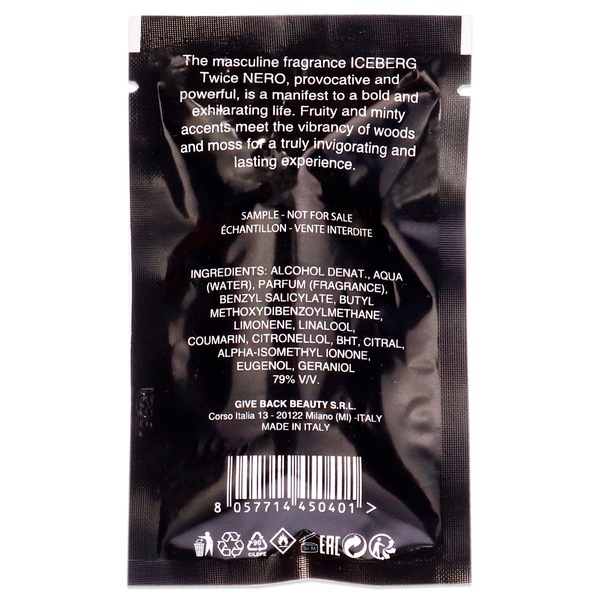 The masculine fragrance ICEBERG
Twice NERO, provocative and
powerful, is a manifest to a bold and
exhilarating life. Fruity and minty
accents meet the vibrancy of woods
and moss for a truly invigorating and
lasting experience.
SAMPLE - NOT FOR SALE
ÉCHANTILLON - VENTE INTERDITE
INGREDIENTS: ALCOHOL DENAT., AQUA
(WATER), PARFUM (FRAGRANCE),
BENZYL SALICYLATE, BUTYL
METHOXYDIBENZOYLMETHANE,
LIMONENE, LINALOOL,
COUMARIN, CITRONELLOL, BHT, CITRAL,
ALPHA-ISOMETHYL IONONE,
EUGENOL, GERANIOL
79% V/V.
GIVE BACK BEAUTY S.R.L.
Corso Italia 13 - 20122 Milano (MI) -ITALY
MADE IN ITALY
8 057714 450401 >
90
C/LDPE
EAC